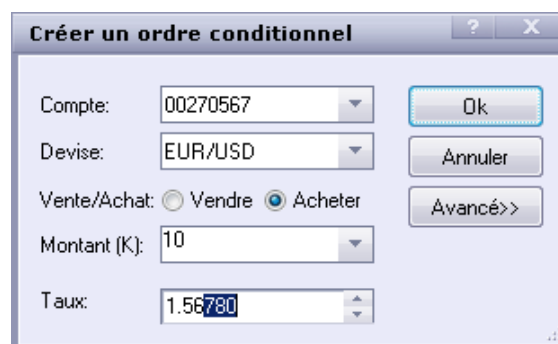 Créer un ordre conditionnel ? X
Compte: 00270567 Ok
Devise: EUR/USD Annuler
Vente/Achat: Vendre Acheter Avancé>>
Montant (K): 10
Taux: 1.56780